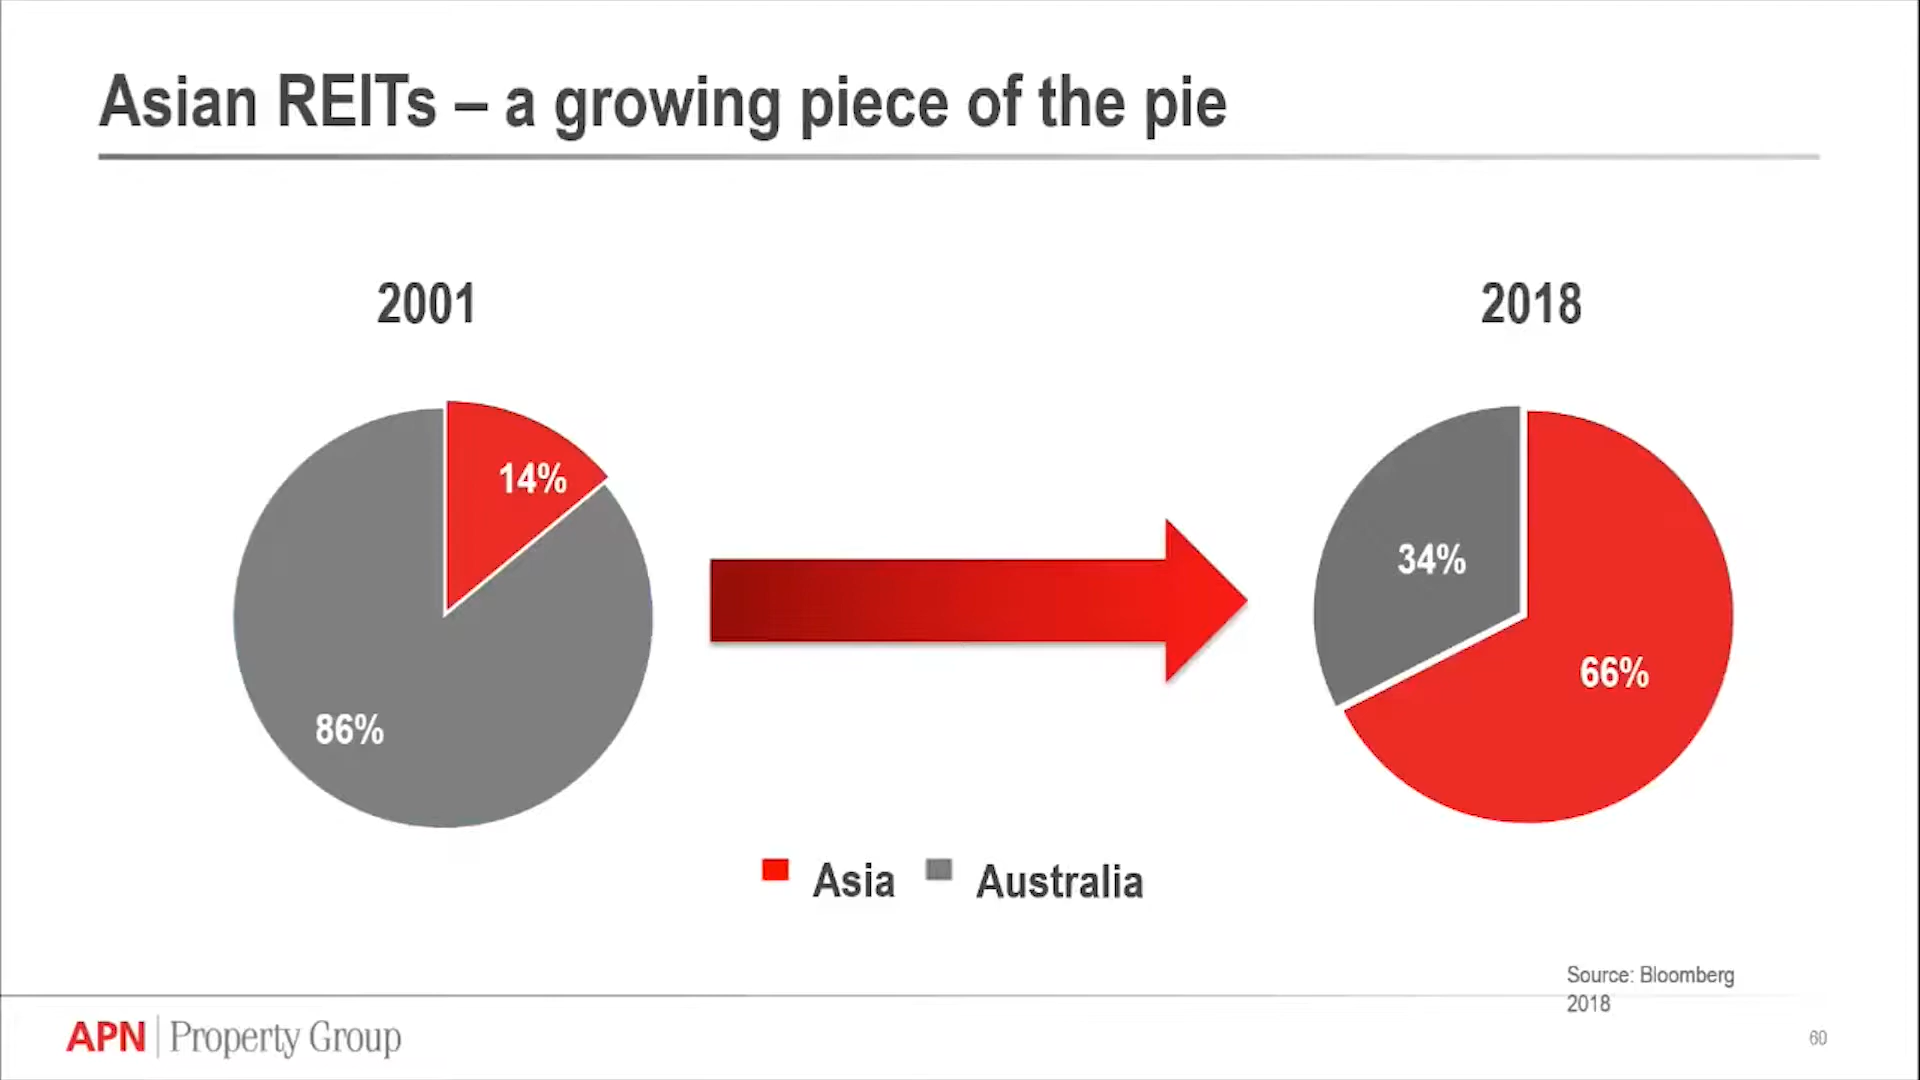 Asian REITs – a growing piece of the pie
2001
2018
14%
86%
34%
66%
Asia
Australia
Source: Bloomberg
2018
APN Property Group
60